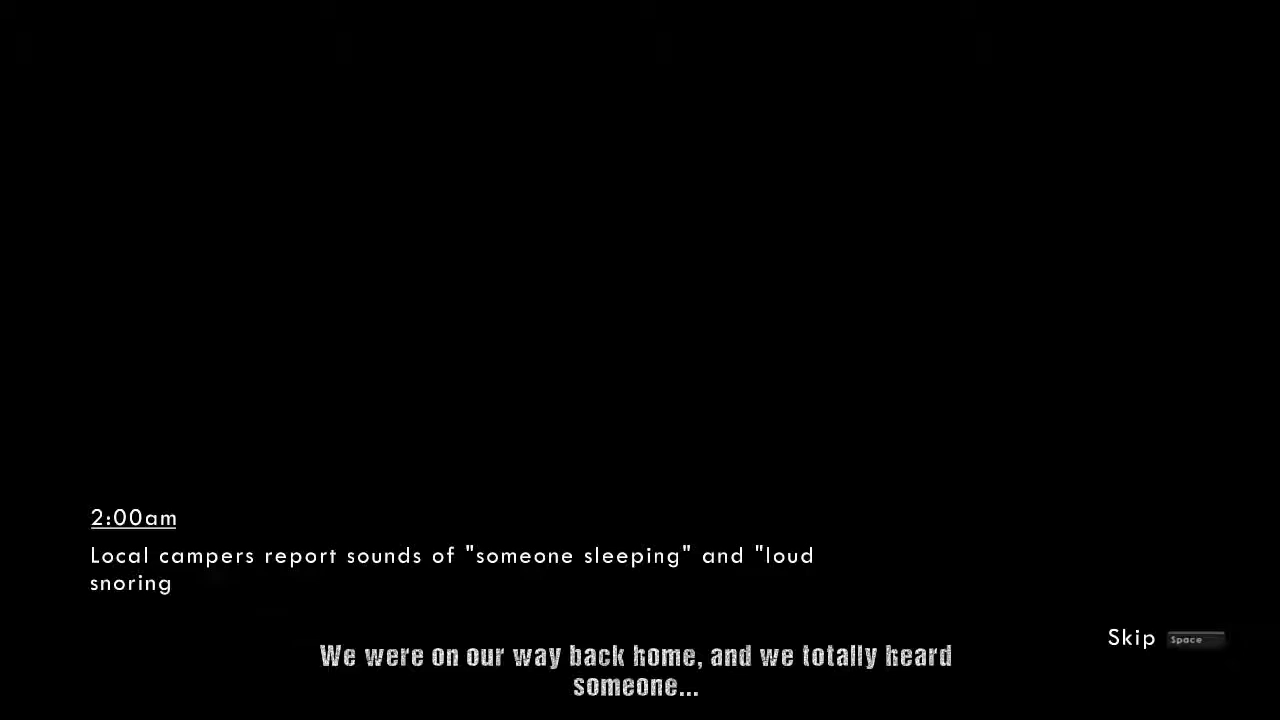 2:00am
Local campers report sounds of "someone sleeping" and "loud
snoring
Skip Space
We were on our way back home, and we totally heard
someone...